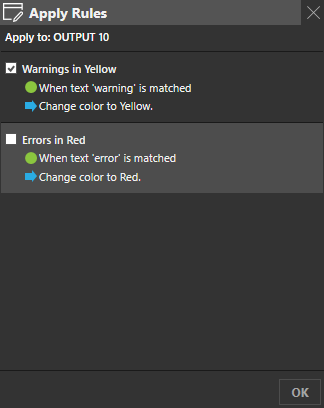 Apply Rules
Apply to: OUTPUT 10
Warnings in Yellow
When text 'warning' is matched
Change color to Yellow.
Errors in Red
When text 'error' is matched
Change color to Red.
OK